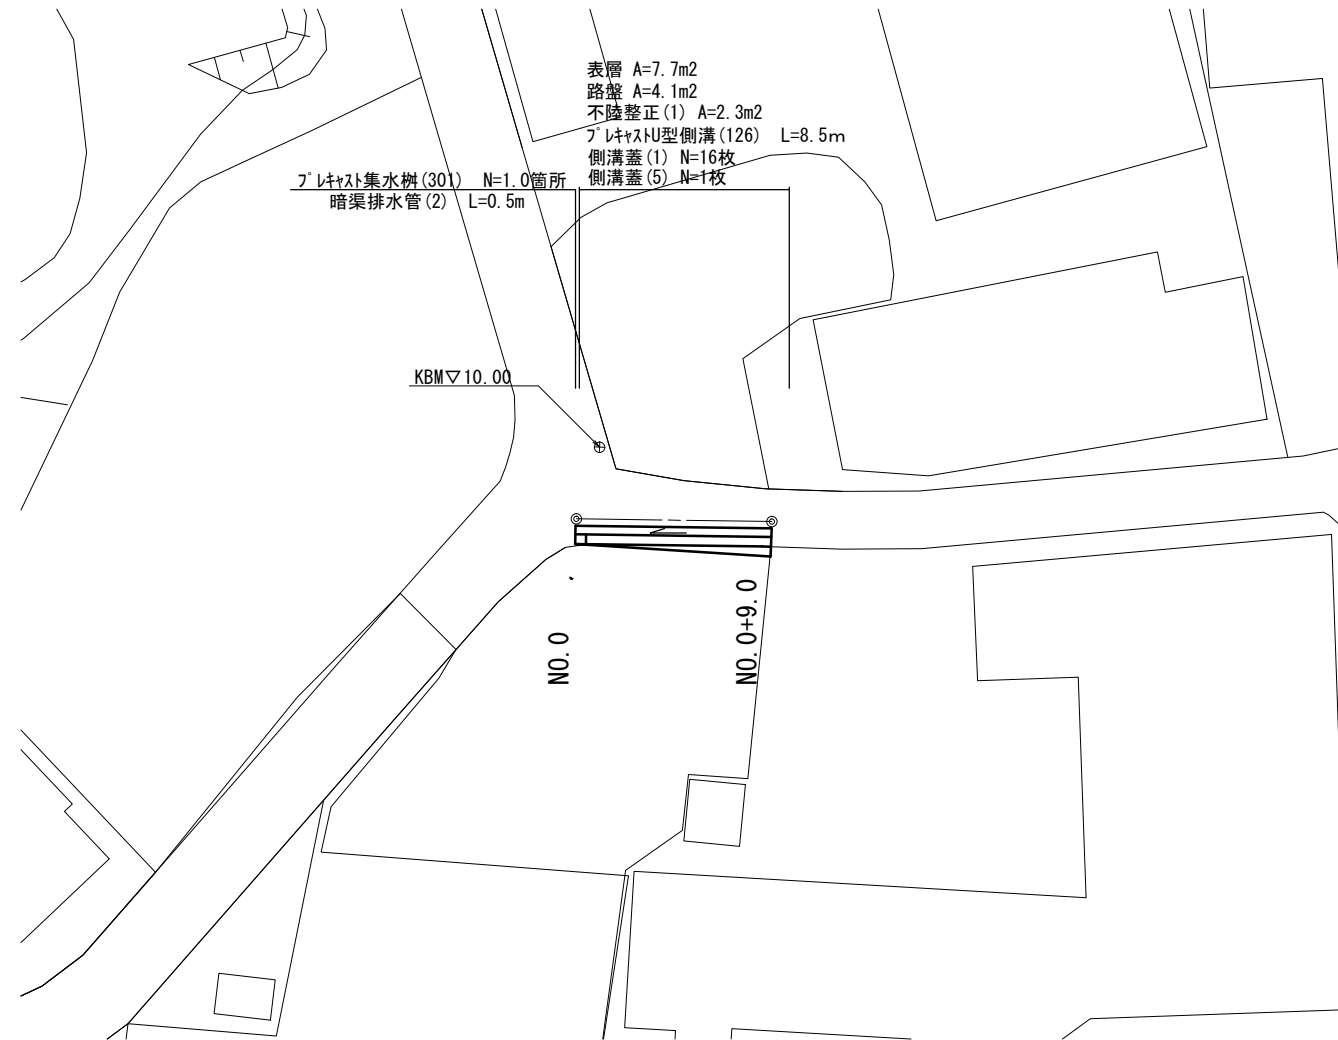 表層 A=7.7m2
路盤 A=4.1m2
不陸整正(1) A=2.3m2
ﾌﾟﾚｷｬｽﾄU型側溝(126) L=8.5m
側溝蓋(1) N=16枚
側溝蓋(5) N=1枚
ﾌﾟﾚｷｬｽﾄ集水桝(301) N=1.0箇所
暗渠排水管(2) L=0.5m
KBM▽10.00
NO.0
NO.0+9.0